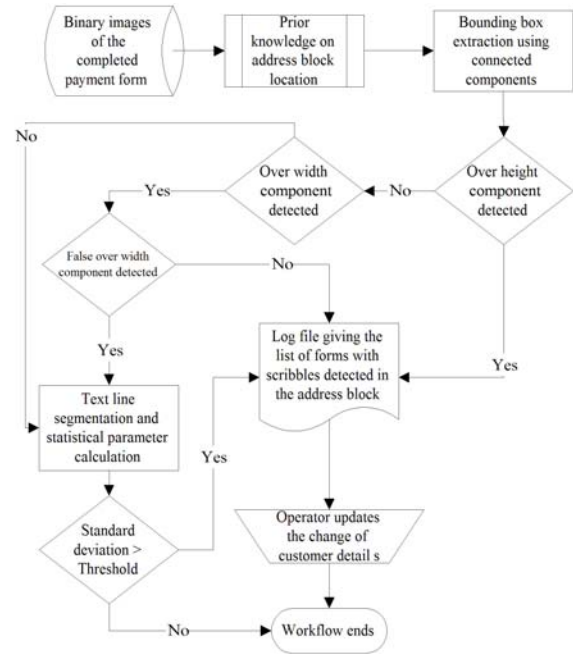 Binary images
of the
completed
payment form
Prior
knowledge on
address block
location
Bounding box
extraction using
connected
components
No
Over width
component
detected
Over height
component
detected
Yes
No
False over width
component detected
No
Yes
Log file giving the
list of forms with
scribbles detected in
the address block
Yes
Text line
segmentation and
statistical parameter
calculation
Yes
Standard
deviation >
Threshold
Operator updates
the change of
customer detail s
No
Workflow ends